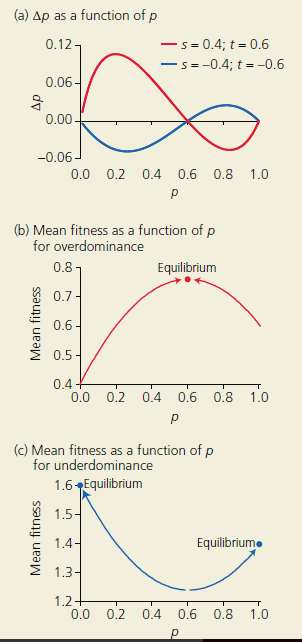 (a) Δp as a function of p
0.12
s = 0.4; t = 0.6
s = –0.4; t = –0.6
0.06
Δp
0.00
–0.06
0.0 0.2 0.4 0.6 0.8 1.0
p
(b) Mean fitness as a function of p
for overdominance
0.8
Equilibrium
0.7
Mean fitness
0.6
0.5
0.4
0.0 0.2 0.4 0.6 0.8 1.0
p
(c) Mean fitness as a function of p
for underdominance
1.6
Equilibrium
1.5
Mean fitness
1.4
Equilibrium
1.3
1.2
0.0 0.2 0.4 0.6 0.8 1.0
p